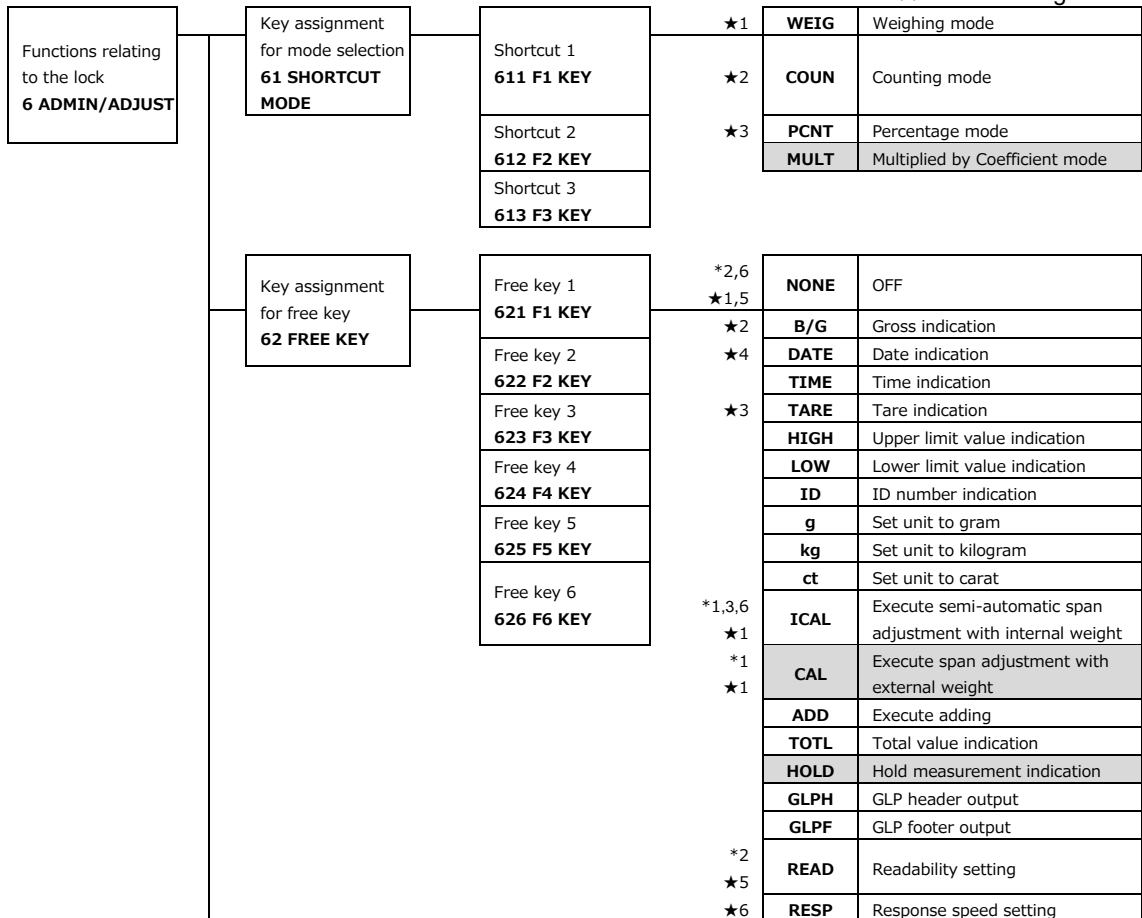 Functions relating
to the lock
6 ADMIN/ADJUST
Key assignment
for mode selection
61 SHORTCUT
MODE
Shortcut 1
611 F1 KEY
Shortcut 2
612 F2 KEY
Shortcut 3
613 F3 KEY
★1 WEIG Weighing mode
★2 COUN Counting mode
★3 PCNT Percentage mode
MULT Multiplied by Coefficient mode
Key assignment
for free key
62 FREE KEY
Free key 1
621 F1 KEY
Free key 2
622 F2 KEY
Free key 3
623 F3 KEY
Free key 4
624 F4 KEY
Free key 5
625 F5 KEY
Free key 6
626 F6 KEY
*2,6
★1,5
NONE OFF
★2 B/G Gross indication
★4 DATE Date indication
TIME Time indication
★3 TARE Tare indication
HIGH Upper limit value indication
LOW Lower limit value indication
ID ID number indication
g Set unit to gram
kg Set unit to kilogram
ct Set unit to carat
*1,3,6
★1
ICAL Execute semi-automatic span
adjustment with internal weight
*1
★1
CAL Execute span adjustment with
external weight
ADD Execute adding
TOTL Total value indication
HOLD Hold measurement indication
GLPH GLP header output
GLPF GLP footer output
*2
★5
READ Readability setting
★6 RESP Response speed setting